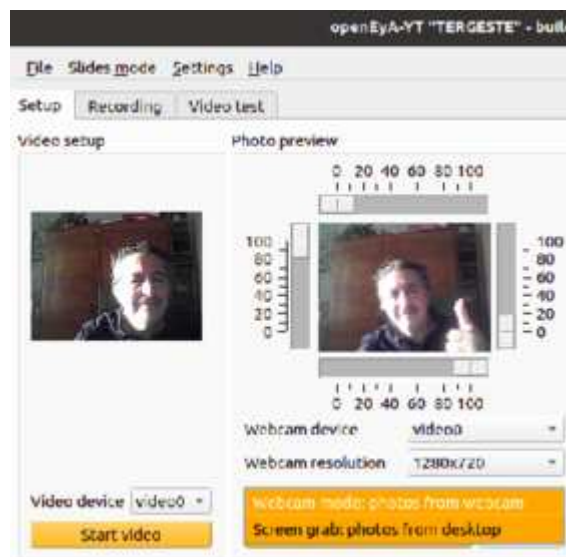 openEyA-YT "TERGESTE" - buil
File Slides mode Settings Help
Setup Recording Video test
Video setup
Photo preview
0 20 40 60 80 100
100
80
60
40
20
0
100
80
60
40
20
0
0 20 40 60 80 100
Webcam device video0
Webcam resolution 1280x720
Video device video0
Start video
Webcam mode: photos from webcam
Screen grab: photos from desktop